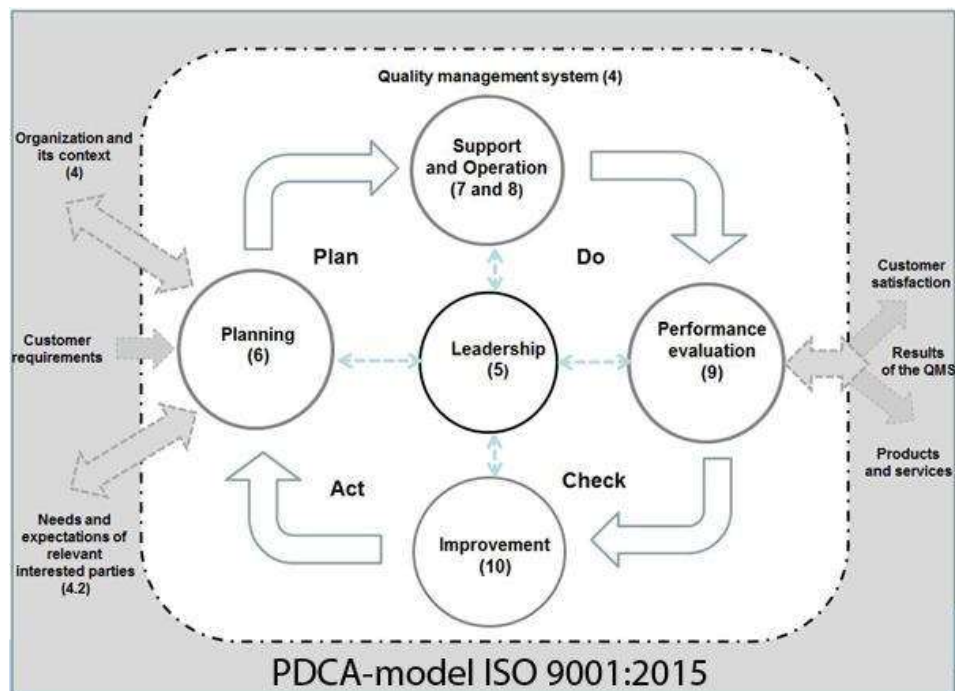 Quality management system (4)
Organization and
its context
(4)
Support
and Operation
(7 and 8)
Plan
Do
Customer
satisfaction
Customer
requirements
Planning
(6)
Leadership
(5)
Performance
evaluation
(9)
Results
of the QMS
Products
and services
Act
Check
Needs and
expectations of
relevant
interested parties
(4.2)
Improvement
(10)
PDCA-model ISO 9001:2015